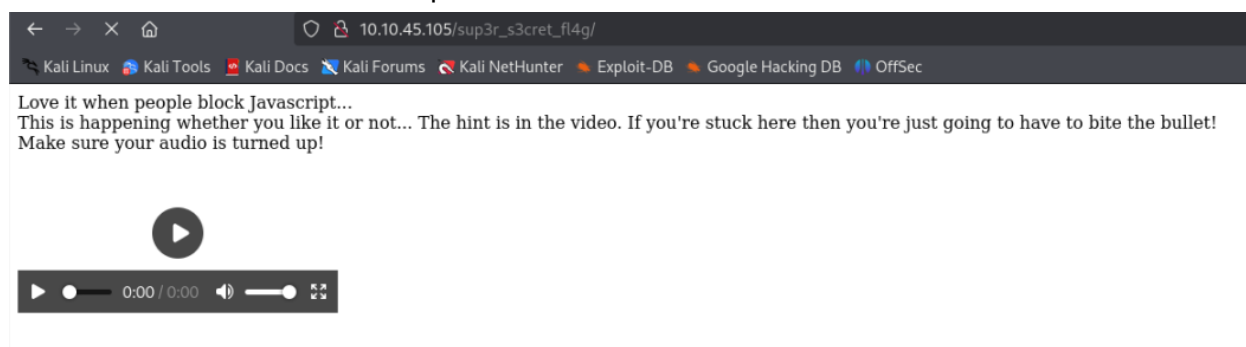 10.10.45.105/sup3r_s3cret_fl4g/
Kali Linux Kali Tools Kali Docs Kali Forums Kali NetHunter Exploit-DB Google Hacking DB OffSec
Love it when people block Javascript...
This is happening whether you like it or not... The hint is in the video. If you're stuck here then you're just going to have to bite the bullet!
Make sure your audio is turned up!
0:00 / 0:00